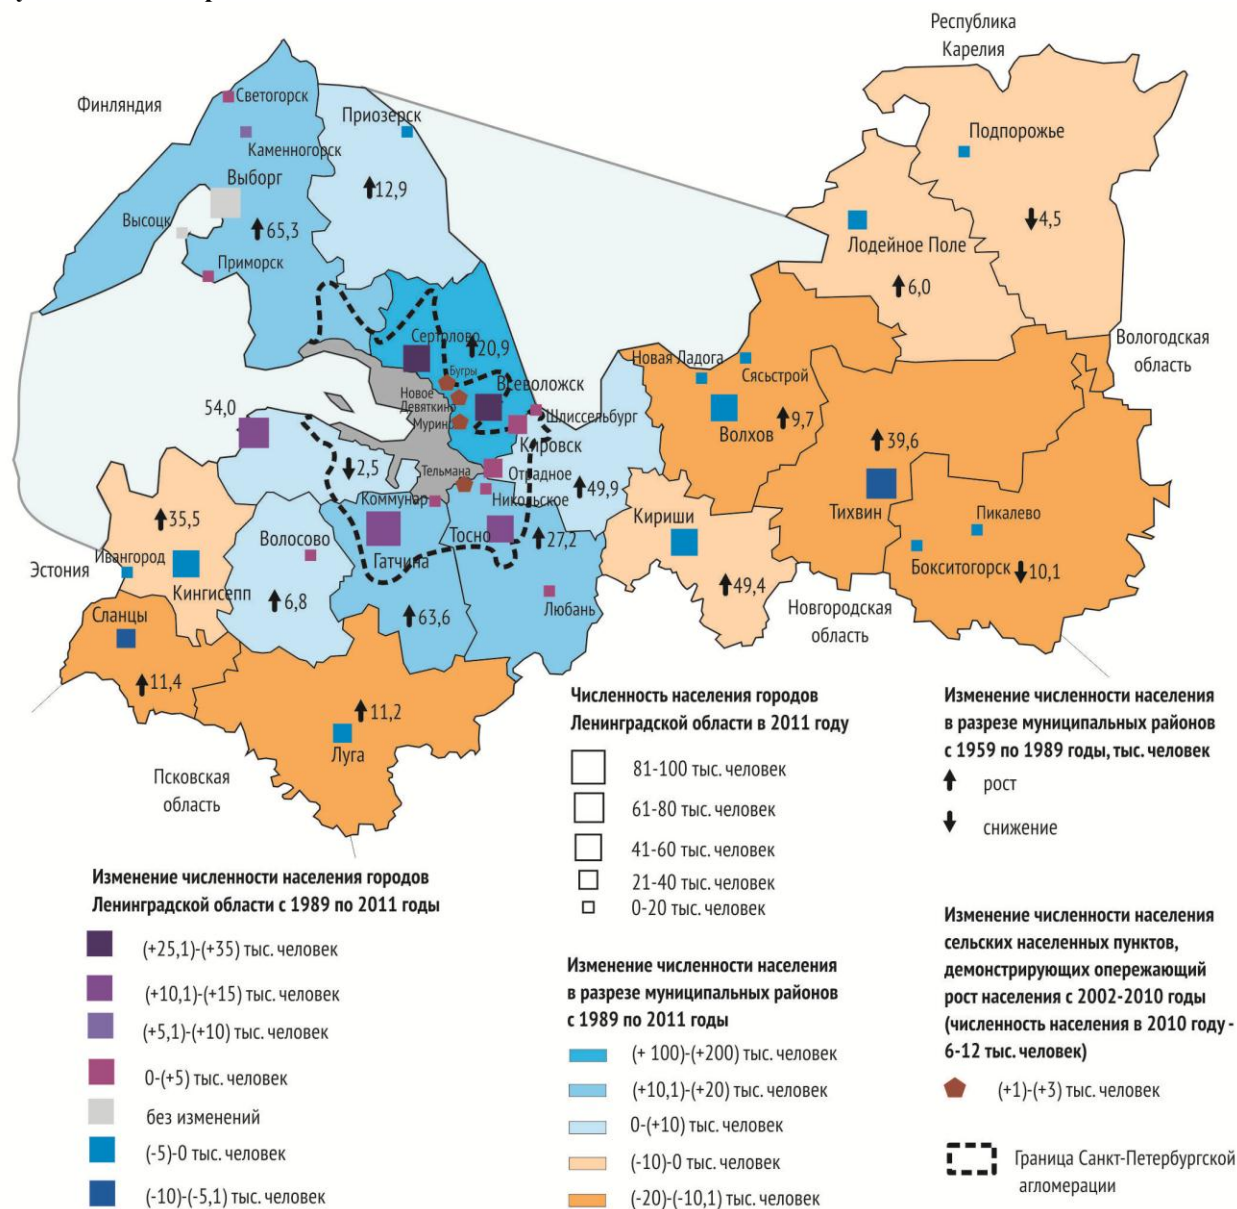 Республика
Карелия
Финляндия
Светогорск
Приозерск
Каменногорск
Подпорожье
Выборг
12,9
Высоцк
65,3
4,5
Лодейное Поле
Приморск
6,0
Сертолово
20,9
Вологодская
область
Новая Ладога
Сясьстрой
Бугры
Всеволожск
Новое
Девяткино
54,0
Мурино
Шлиссельбург
Волхов
9,7
Кировск
39,6
2,5
Тельмана
Отрадное
49,9
Коммунар
Никольское
Кириши
Тихвин
Пикалево
35,5
Волосово
Тосно
27,2
Гатчина
Ивангород
Эстония
Бокситогорск
10,1
Кингисепп
49,4
6,8
63,6
Любань
Новгородская
область
Сланцы
11,4
11,2
Луга
Псковская
область
Численность населения городов
Ленинградской области в 2011 году
81-100 тыс. человек
61-80 тыс. человек
41-60 тыс. человек
21-40 тыс. человек
0-20 тыс. человек
Изменение численности населения
в разрезе муниципальных районов
с 1959 по 1989 годы, тыс. человек
рост
снижение
Изменение численности населения городов
Ленинградской области с 1989 по 2011 годы
(+25,1)-(+35) тыс. человек
(+10,1)-(+15) тыс. человек
(+5,1)-(+10) тыс. человек
0-(+5) тыс. человек
без изменений
(-5)-0 тыс. человек
(-10)-(-5,1) тыс. человек
Изменение численности населения
в разрезе муниципальных районов
с 1989 по 2011 годы
(+ 100)-(+200) тыс. человек
(+10,1)-(+20) тыс. человек
0-(+10) тыс. человек
(-10)-0 тыс. человек
(-20)-(-10,1) тыс. человек
Изменение численности населения
сельских населенных пунктов,
демонстрирующих опережающий
рост населения с 2002-2010 годы
(численность населения в 2010 году -
6-12 тыс. человек)
(+1)-(+3) тыс. человек
Граница Санкт-Петербургской
агломерации